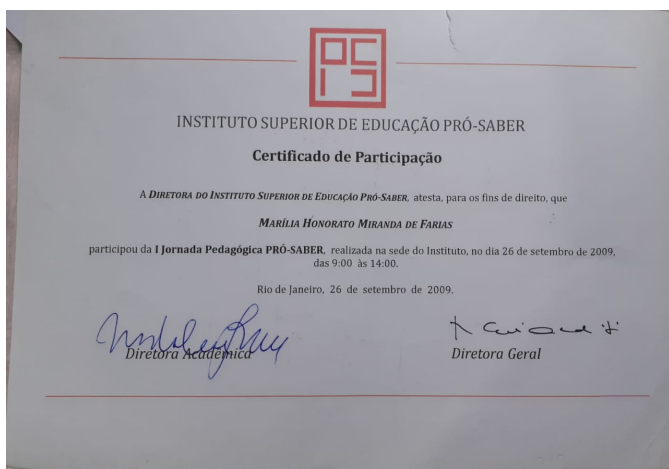 INSTITUTO SUPERIOR DE EDUCAÇÃO PRÓ-SABER
Certificado de Participação
A DIRETORA DO INSTITUTO SUPERIOR DE EDUCAÇÃO PRÓ-SABER, atesta, para os fins de direito, que
MARÍLIA HONORATO MIRANDA DE FARIAS
participou da I Jornada Pedagógica PRÓ-SABER, realizada na sede do Instituto, no dia 26 de setembro de 2009,
das 9:00 às 14:00.
Rio de Janeiro, 26 de setembro de 2009.
Diretora Acadêmica
Diretora Geral